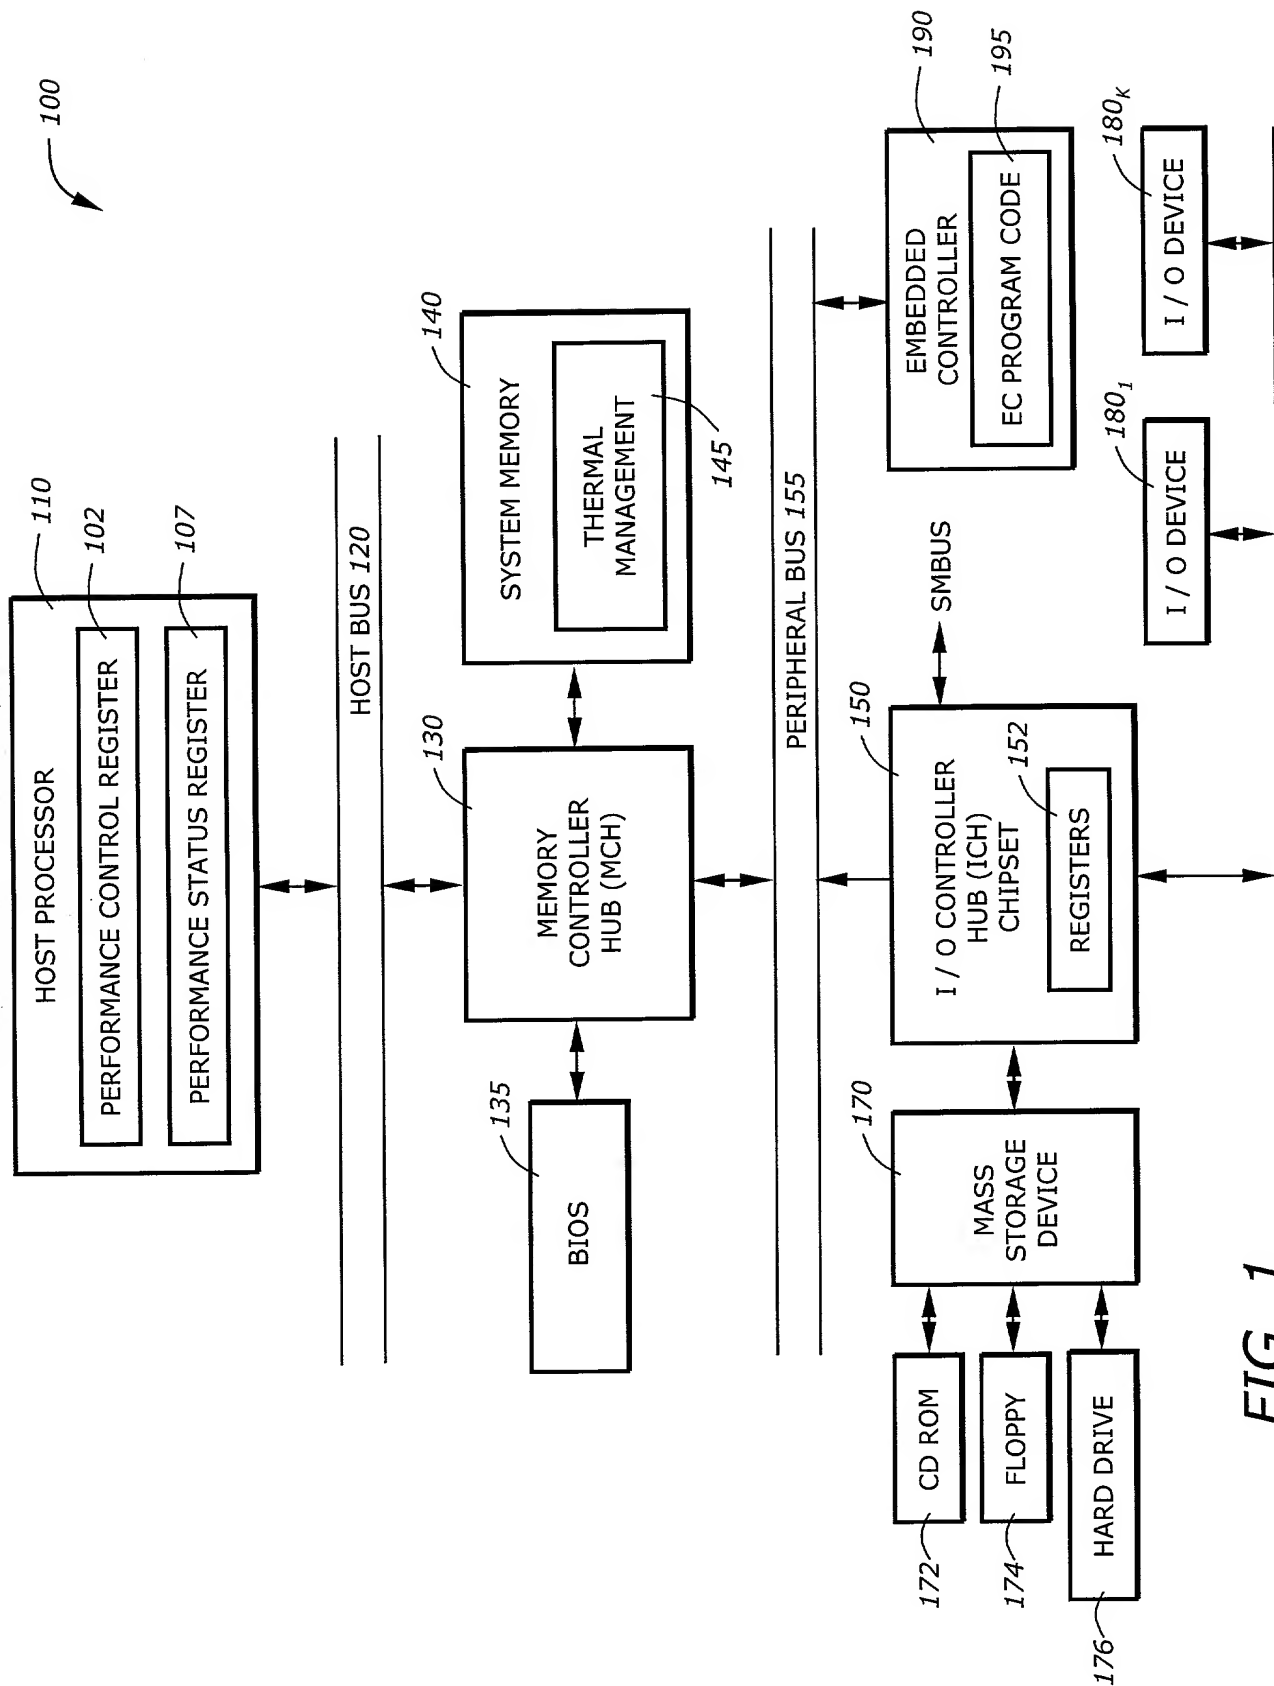 100
HOST PROCESSOR
110
PERFORMANCE CONTROL REGISTER
102
PERFORMANCE STATUS REGISTER
107
HOST BUS 120
135
BIOS
130
MEMORY
CONTROLLER
HUB (MCH)
140
SYSTEM MEMORY
THERMAL
MANAGEMENT
145
PERIPHERAL BUS 155
172
CD ROM
174
FLOPPY
176
HARD DRIVE
170
MASS
STORAGE
DEVICE
150
I / O CONTROLLER
HUB (ICH)
CHIPSET
152
REGISTERS
SMBUS
190
EMBEDDED
CONTROLLER
195
EC PROGRAM CODE
180₁
I / O DEVICE
180K
I / O DEVICE
FIG. 1